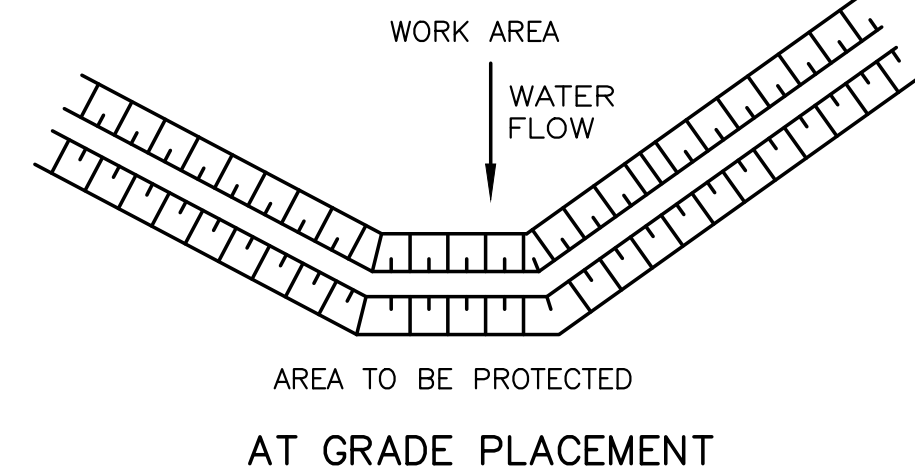 WORK AREA
WATER
FLOW
AREA TO BE PROTECTED
AT GRADE PLACEMENT